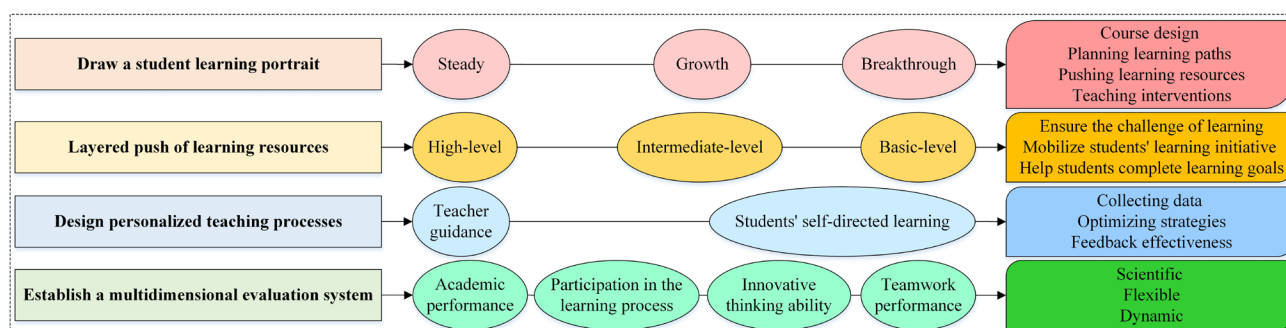 Draw a student learning portrait
Steady
Growth
Breakthrough
Course design
Planning learning paths
Pushing learning resources
Teaching interventions
Layered push of learning resources
High-level
Intermediate-level
Basic-level
Ensure the challenge of learning
Mobilize students' learning initiative
Help students complete learning goals
Design personalized teaching processes
Teacher
guidance
Students' self-directed learning
Collecting data
Optimizing strategies
Feedback effectiveness
Establish a multidimensional evaluation system
Academic
performance
Participation in the
learning process
Innovative
thinking ability
Teamwork
performance
Scientific
Flexible
Dynamic